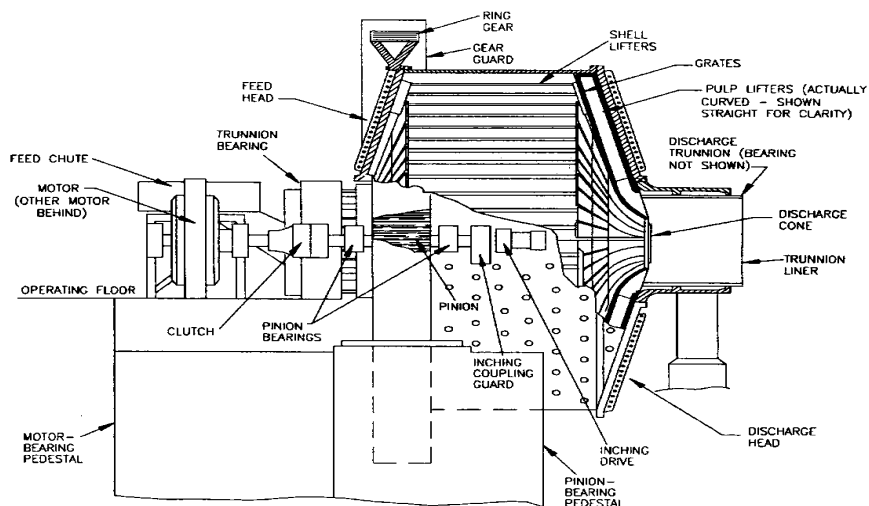 RING
GEAR
GEAR
GUARD
SHELL
LIFTERS
GRATES
PULP LIFTERS (ACTUALLY
CURVED - SHOWN
STRAIGHT FOR CLARITY)
FEED
HEAD
TRUNNION
BEARING
DISCHARGE
TRUNNION (BEARING
NOT SHOWN)
FEED CHUTE
MOTOR
(OTHER MOTOR
BEHIND)
DISCHARGE
CONE
TRUNNION
LINER
OPERATING FLOOR
CLUTCH
PINION
BEARINGS
PINION
INCHING
COUPLING
GUARD
INCHING
DRIVE
DISCHARGE
HEAD
MOTOR-
BEARING
PEDESTAL
PINION-
BEARING
PEDESTAL